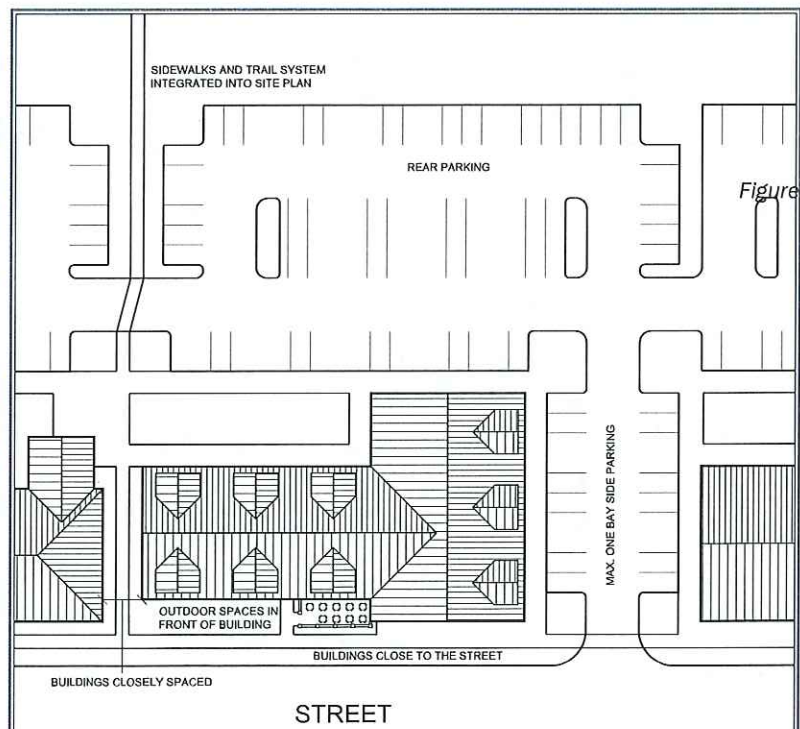 SIDEWALKS AND TRAIL SYSTEM
INTEGRATED INTO SITE PLAN
REAR PARKING
Figure
MAX. ONE BAY SIDE PARKING
OUTDOOR SPACES IN
FRONT OF BUILDING
BUILDINGS CLOSE TO THE STREET
BUILDINGS CLOSELY SPACED
STREET